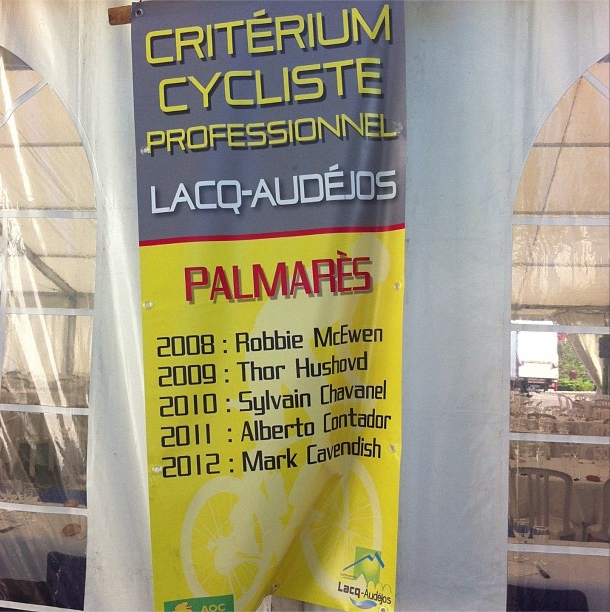 CRITÉRIUM
CYCLISTE
PROFESSIONNEL
LACQ-AUDÉJOS
PALMARÈS
2008 : Robbie McEwen
2009 : Thor Hushovd
2010 : Sylvain Chavanel
2011 : Alberto Contador
2012 : Mark Cavendish
Lacq-Audéjos
AOC